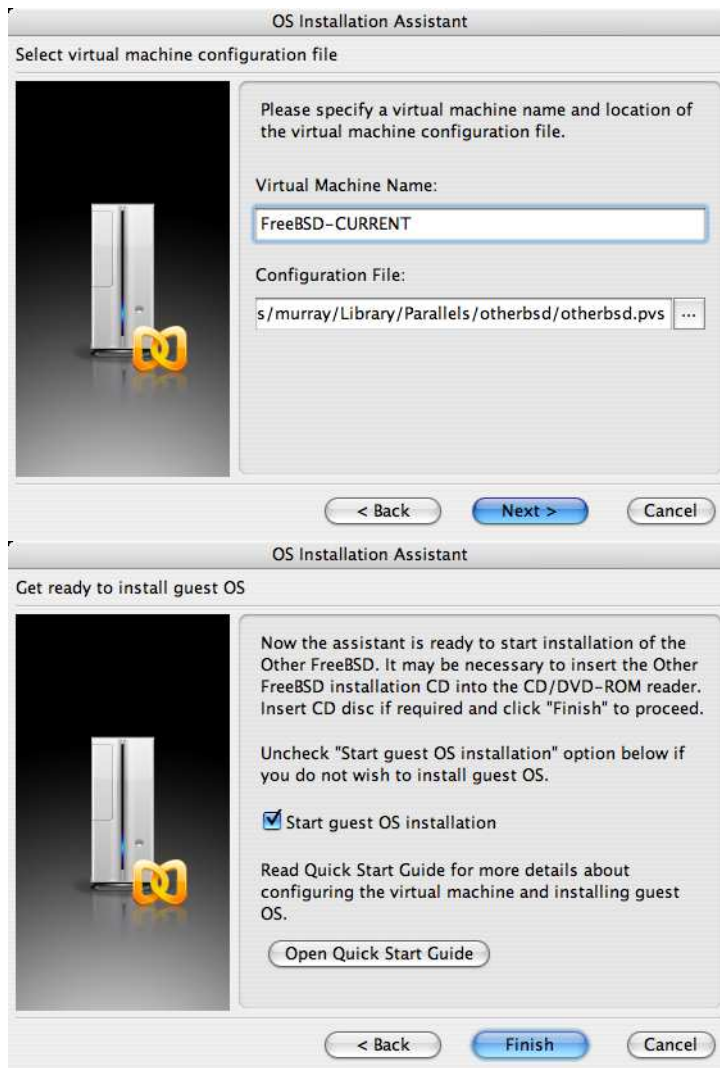 OS Installation Assistant
Select virtual machine configuration file
Please specify a virtual machine name and location of
the virtual machine configuration file.
Virtual Machine Name:
FreeBSD-CURRENT
Configuration File:
s/murray/Library/Parallels/otherbsd/otherbsd.pvs ...
< Back Next > Cancel
OS Installation Assistant
Get ready to install guest OS
Now the assistant is ready to start installation of the
Other FreeBSD. It may be necessary to insert the Other
FreeBSD installation CD into the CD/DVD-ROM reader.
Insert CD disc if required and click "Finish" to proceed.
Uncheck "Start guest OS installation" option below if
you do not wish to install guest OS.
Start guest OS installation
Read Quick Start Guide for more details about
configuring the virtual machine and installing guest
OS.
Open Quick Start Guide
< Back Finish Cancel